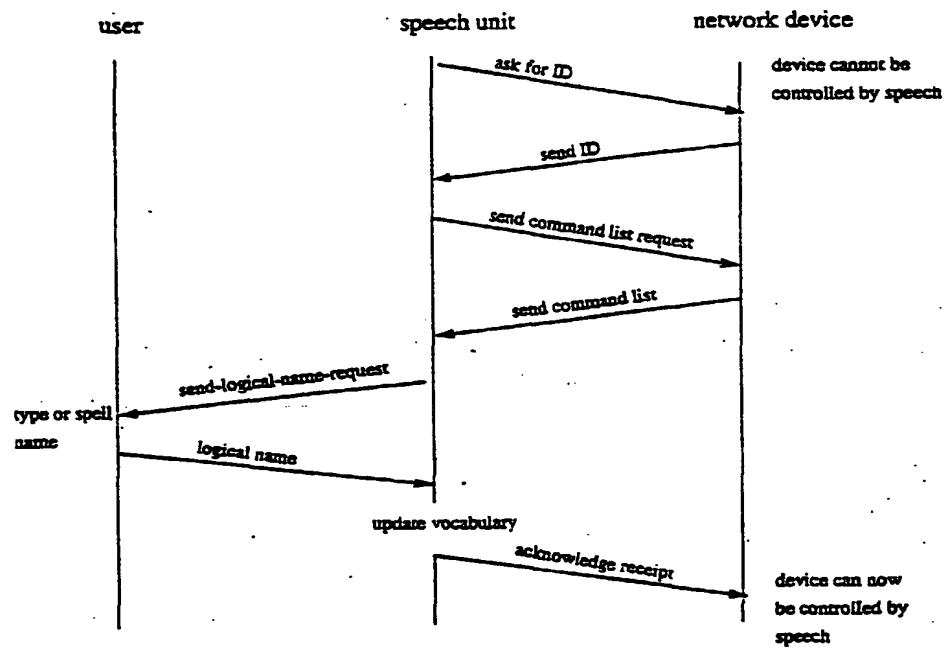 user
speech unit
network device
ask for ID
device cannot be
controlled by speech
send ID
send command list request
send command list
send-logical-name-request
type or spell
name
logical name
update vocabulary
acknowledge receipt
device can now
be controlled by
speech